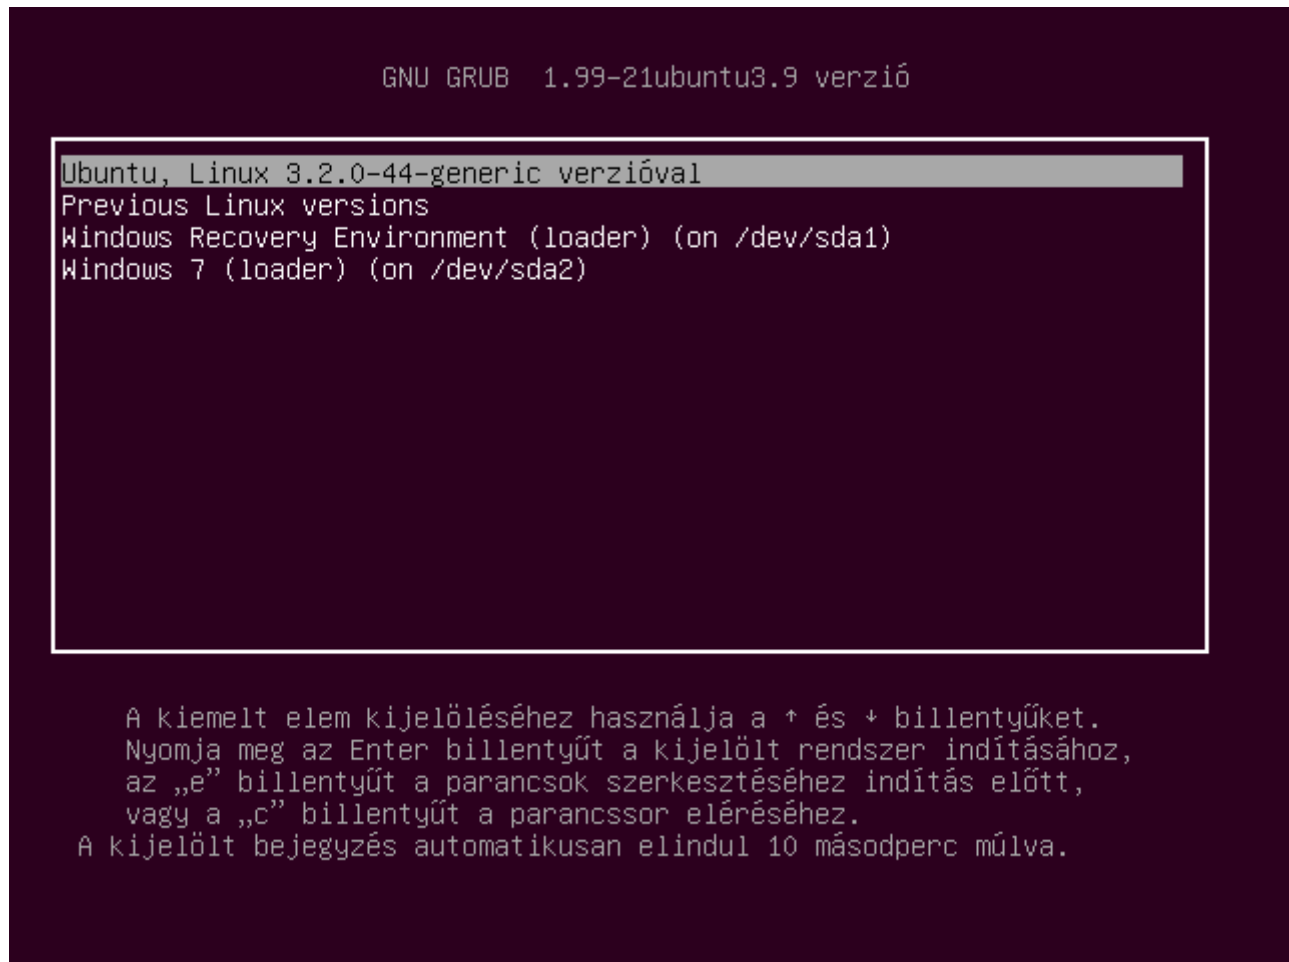 GNU GRUB  1.99-21ubuntu3.9 verzió
Ubuntu, Linux 3.2.0-44-generic verzióval
Previous Linux versions
Windows Recovery Environment (loader) (on /dev/sda1)
Windows 7 (loader) (on /dev/sda2)
A kiemelt elem kijelöléséhez használja a ↑ és ↓ billentyűket.
Nyomja meg az Enter billentyűt a kijelölt rendszer indításához,
az „e” billentyűt a parancsok szerkesztéséhez indítás előtt,
vagy a „c” billentyűt a parancssor eléréséhez.
A kijelölt bejegyzés automatikusan elindul 10 másodperc múlva.